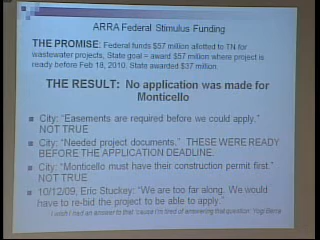 ARRA Federal Stimulus Funding
THE PROMISE: Federal funds $57 million allotted to TN for
wastewater projects, State goal = award $57 million where project is
ready before Feb 18, 2010. State awarded $37 million.
THE RESULT: No application was made for
Monticello
City: "Easements are required before we could apply."
NOT TRUE
City: "Needed project documents." THESE WERE READY
BEFORE THE APPLICATION DEADLINE.
City: "Monticello must have their construction permit first."
NOT TRUE
10/12/09, Eric Stuckey: "We are too far along. We would
have to re-bid the project to be able to apply."
I wish I had an answer to that 'cause I'm tired of answering that question. Yogi Berra